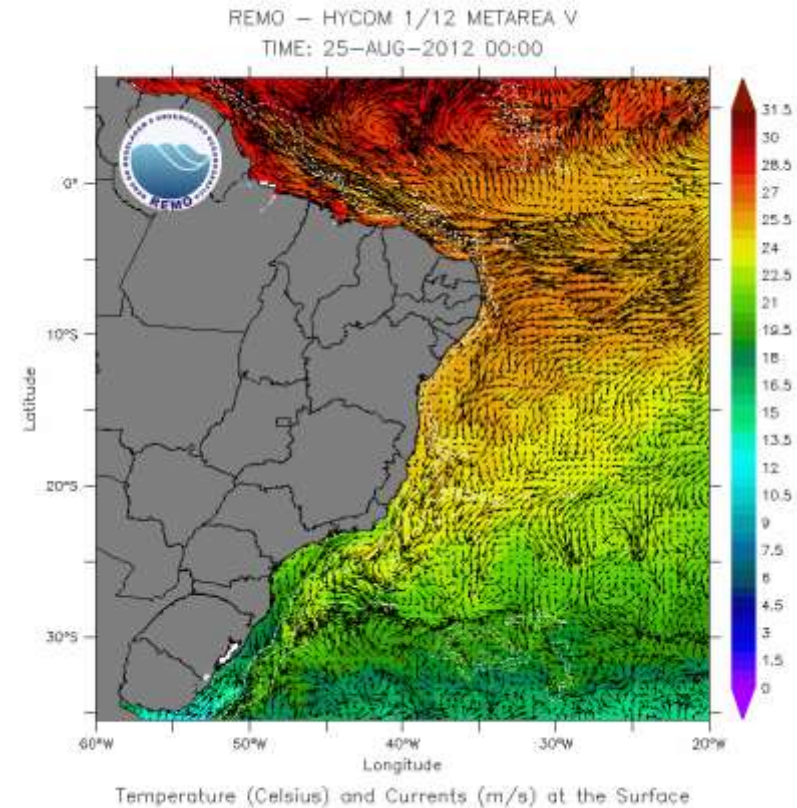 REMO – HYCOM 1/12 METAREA V
TIME: 25–AUG–2012 00:00
REMO
0°
10°S
20°S
30°S
Latitude
60°W 50°W 40°W 30°W 20°W
Longitude
31.5
30
28.5
27
25.5
24
22.5
21
19.5
18
16.5
15
13.5
12
10.5
9
7.5
6
4.5
3
1.5
0
Temperature (Celsius) and Currents (m/s) at the Surface